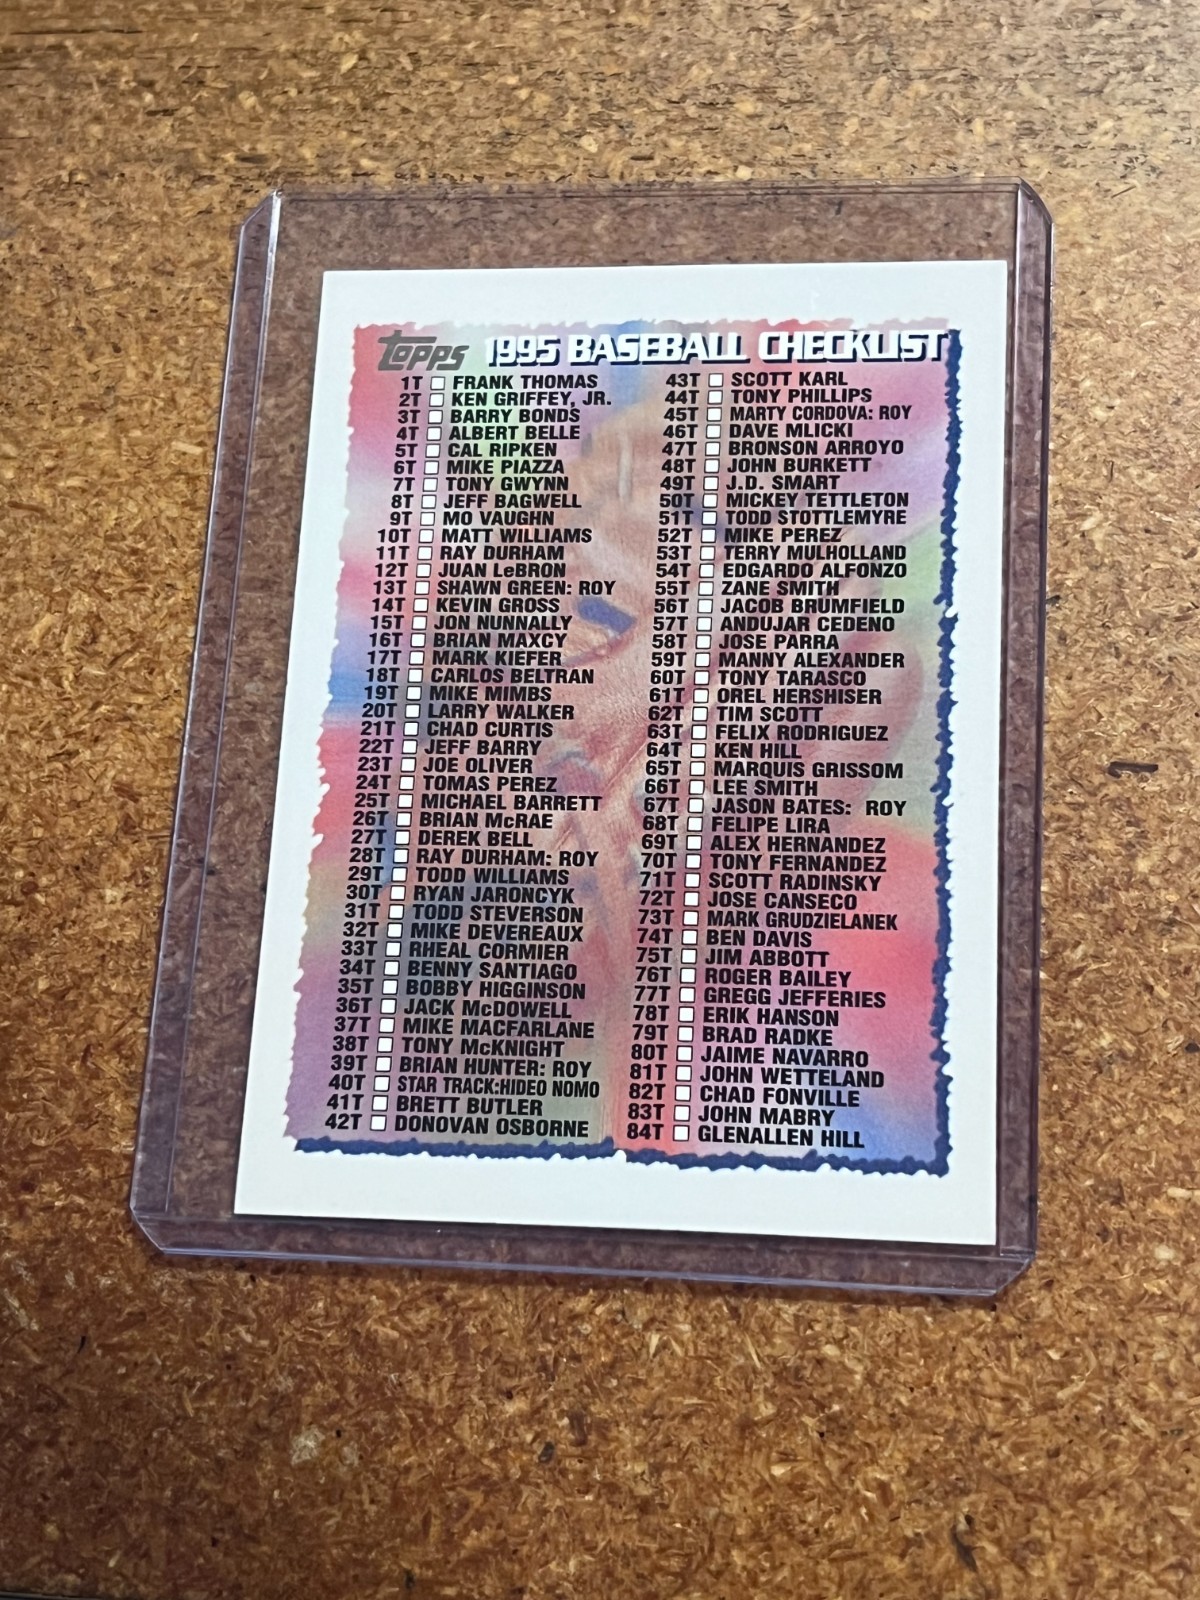 Topps 1995 BASEBALL CHECKLIST
1T FRANK THOMAS
2T KEN GRIFFEY, JR.
3T BARRY BONDS
4T ALBERT BELLE
5T CAL RIPKEN
6T MIKE PIAZZA
7T TONY GWYNN
8T JEFF BAGWELL
9T MO VAUGHN
10T MATT WILLIAMS
11T RAY DURHAM
12T JUAN LeBRON
13T SHAWN GREEN: ROY
14T KEVIN GROSS
15T JON NUNNALLY
16T BRIAN MAXCY
17T MARK KIEFER
18T CARLOS BELTRAN
19T MIKE MIMBS
20T LARRY WALKER
21T CHAD CURTIS
22T JEFF BARRY
23T JOE OLIVER
24T TOMAS PEREZ
25T MICHAEL BARRETT
26T BRIAN McRAE
27T DEREK BELL
28T RAY DURHAM: ROY
29T TODD WILLIAMS
30T RYAN JARONCYK
31T TODD STEVERSON
32T MIKE DEVEREAUX
33T RHEAL CORMIER
34T BENNY SANTIAGO
35T BOBBY HIGGINSON
36T JACK McDOWELL
37T MIKE MACFARLANE
38T TONY McKNIGHT
39T BRIAN HUNTER: ROY
40T STAR TRACK:HIDEO NOMO
41T BRETT BUTLER
42T DONOVAN OSBORNE
43T SCOTT KARL
44T TONY PHILLIPS
45T MARTY CORDOVA: ROY
46T DAVE MLICKI
47T BRONSON ARROYO
48T JOHN BURKETT
49T J.D. SMART
50T MICKEY TETTLETON
51T TODD STOTTLEMYRE
52T MIKE PEREZ
53T TERRY MULHOLLAND
54T EDGARDO ALFONZO
55T ZANE SMITH
56T JACOB BRUMFIELD
57T ANDUJAR CEDENO
58T JOSE PARRA
59T MANNY ALEXANDER
60T TONY TARASCO
61T OREL HERSHISER
62T TIM SCOTT
63T FELIX RODRIGUEZ
64T KEN HILL
65T MARQUIS GRISSOM
66T LEE SMITH
67T JASON BATES: ROY
68T FELIPE LIRA
69T ALEX HERNANDEZ
70T TONY FERNANDEZ
71T SCOTT RADINSKY
72T JOSE CANSECO
73T MARK GRUDZIELANEK
74T BEN DAVIS
75T JIM ABBOTT
76T ROGER BAILEY
77T GREGG JEFFERIES
78T ERIK HANSON
79T BRAD RADKE
80T JAIME NAVARRO
81T JOHN WETTELAND
82T CHAD FONVILLE
83T JOHN MABRY
84T GLENALLEN HILL